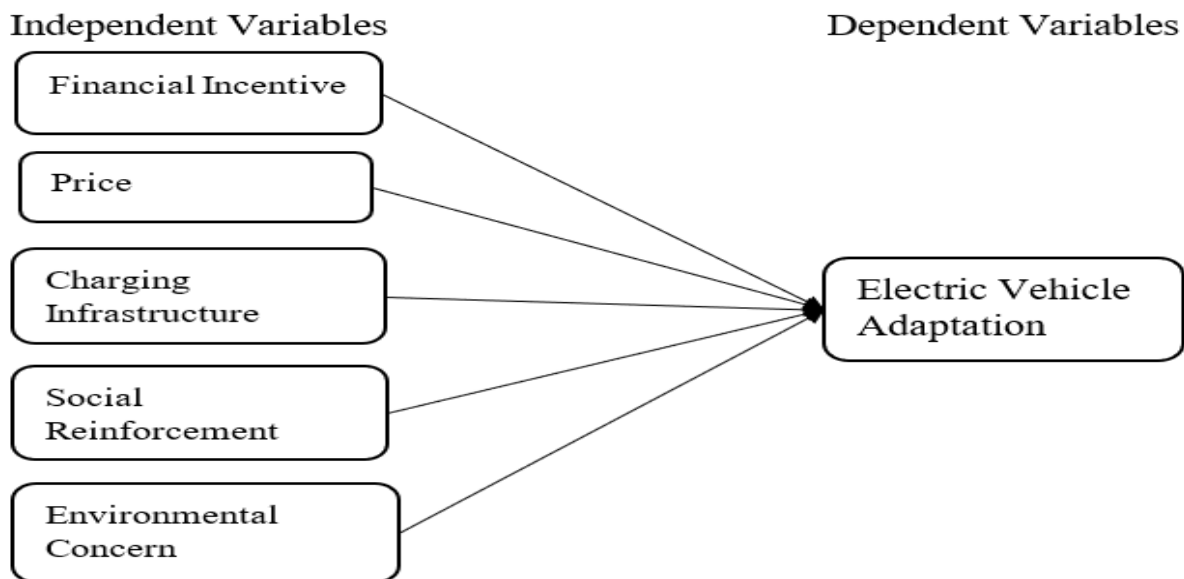 Independent Variables
Dependent Variables
Financial Incentive
Price
Charging
Infrastructure
Social
Reinforcement
Environmental
Concern
Electric Vehicle
Adaptation